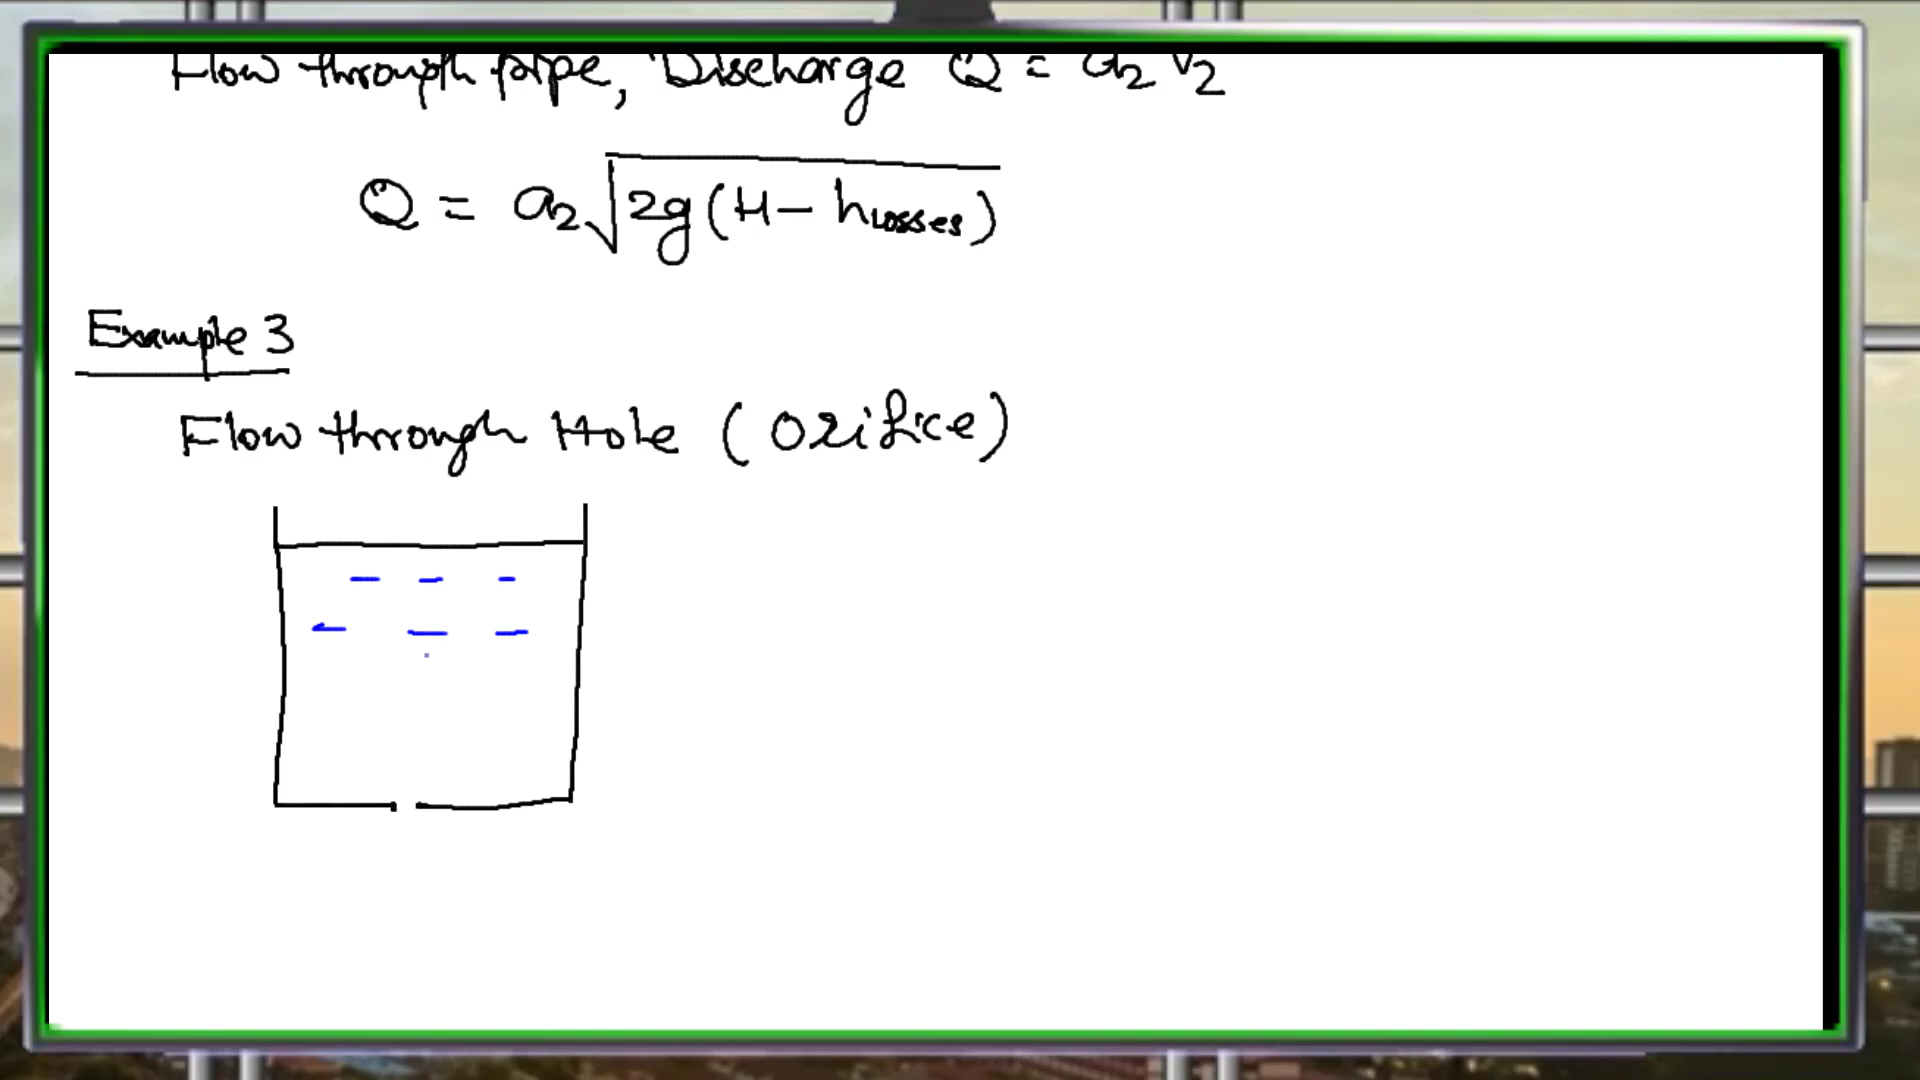 Flow through pipe, Discharge Q = a₂ V₂
Q = a₂√2g(H - hLosses)
Example 3
Flow through Hole (Orifice)